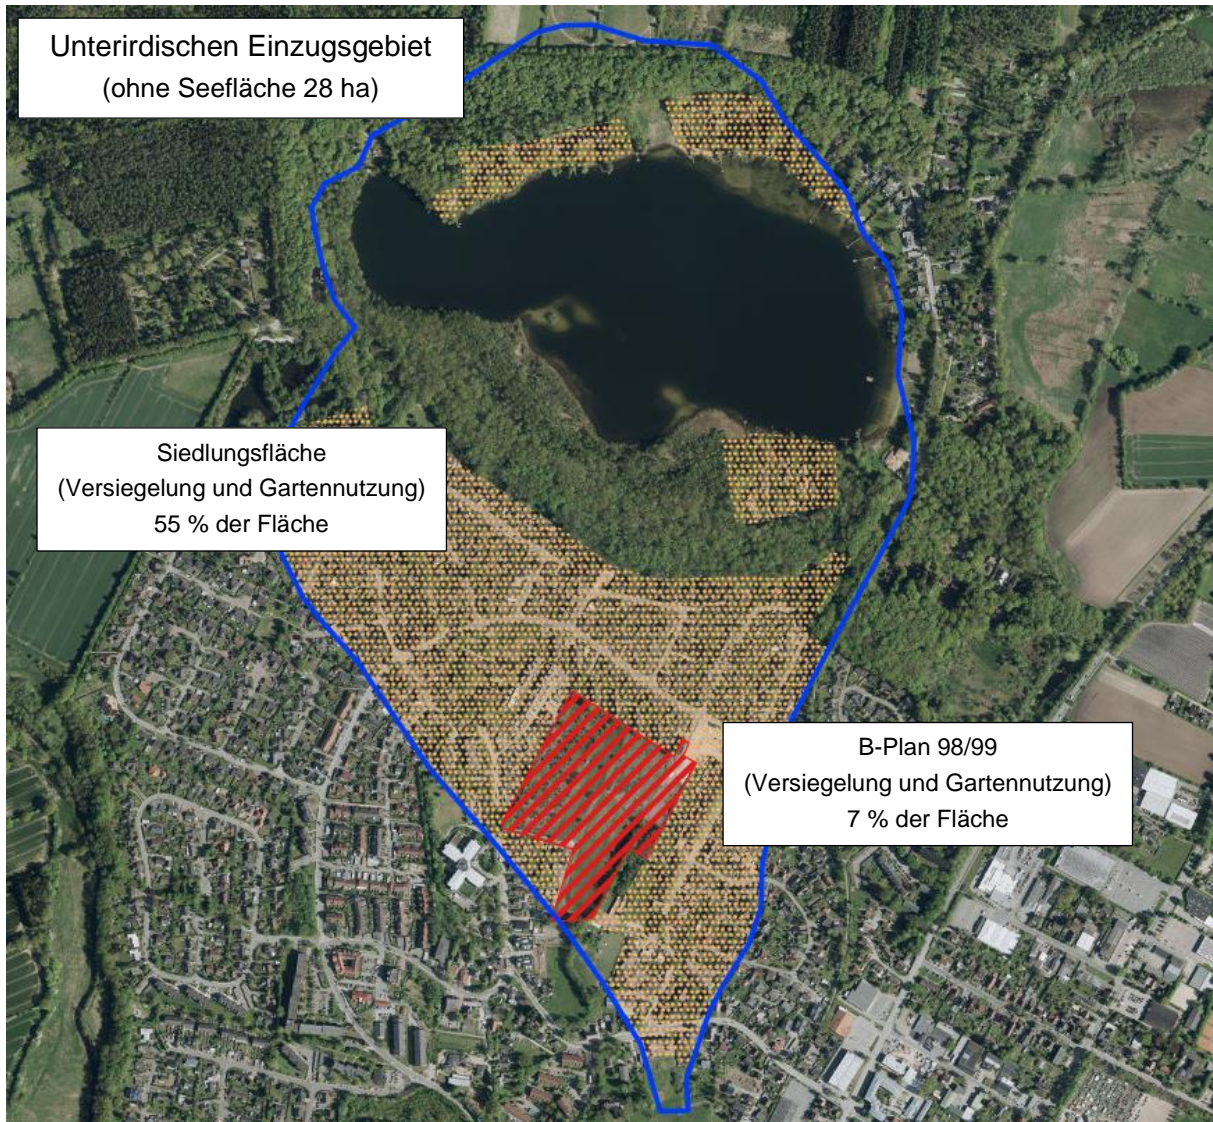 Unterirdischen Einzugsgebiet
(ohne Seefläche 28 ha)
Siedlungsfläche
(Versiegelung und Gartennutzung)
55 % der Fläche
B-Plan 98/99
(Versiegelung und Gartennutzung)
7 % der Fläche